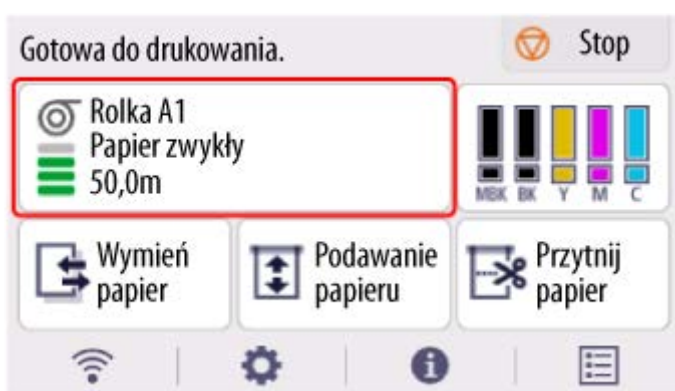 Gotowa do drukowania.
Stop
Rolka A1
Papier zwykły
50,0m
MBK BK Y M C
Wymień
papier
Podawanie
papieru
Przytnij
papier